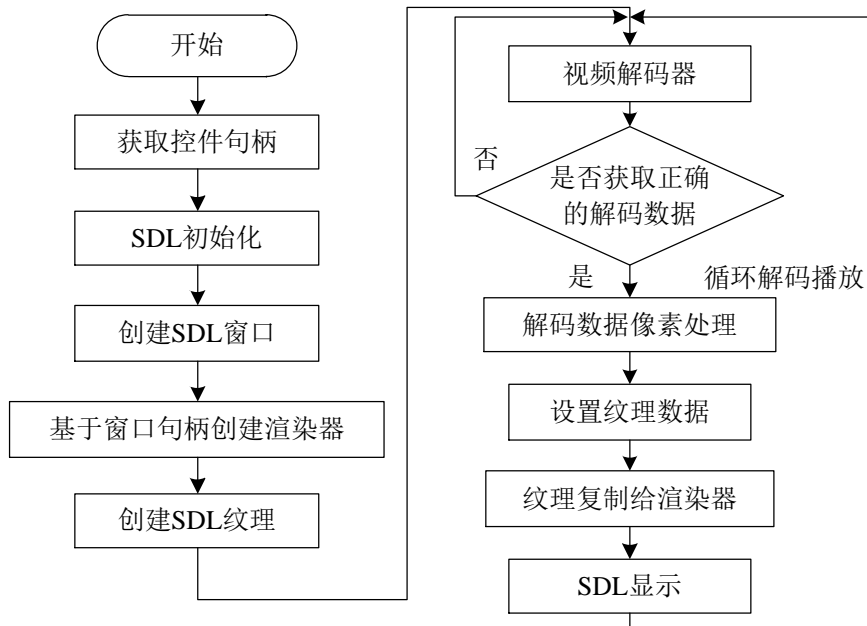 开始
获取控件句柄
SDL初始化
创建SDL窗口
基于窗口句柄创建渲染器
创建SDL纹理
视频解码器
否
是否获取正确
的解码数据
是
循环解码播放
解码数据像素处理
设置纹理数据
纹理复制给渲染器
SDL显示